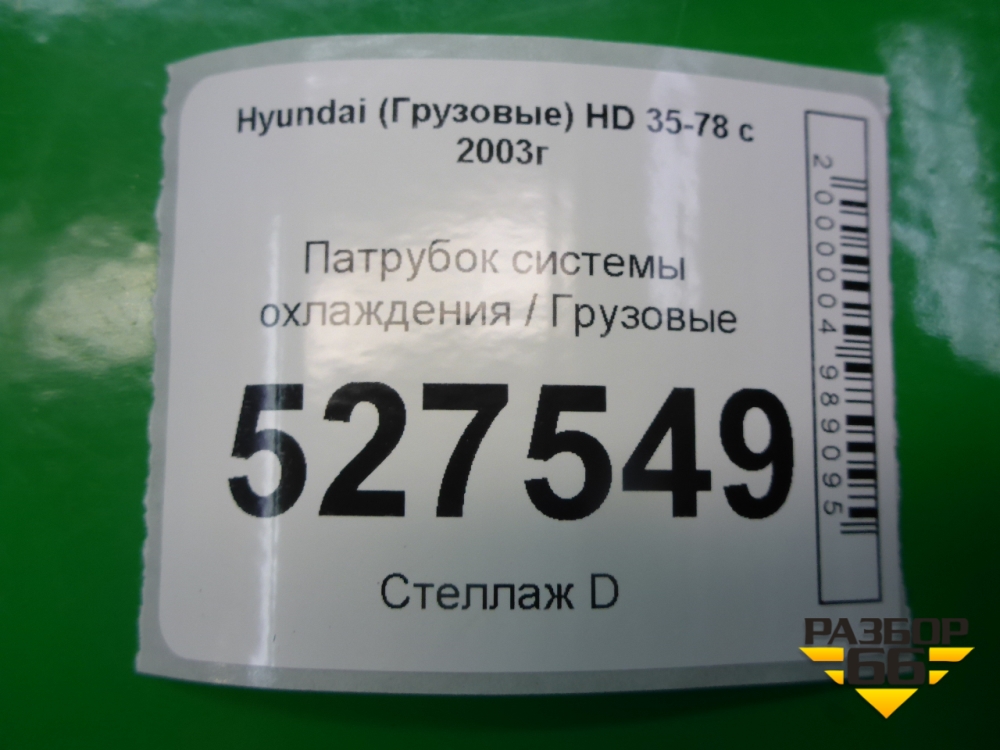 Hyundai (Грузовые) HD 35-78 с
2003г
Патрубок системы
охлаждения / Грузовые
527549
Стеллаж D
2000004989095
РАЗБОР
66